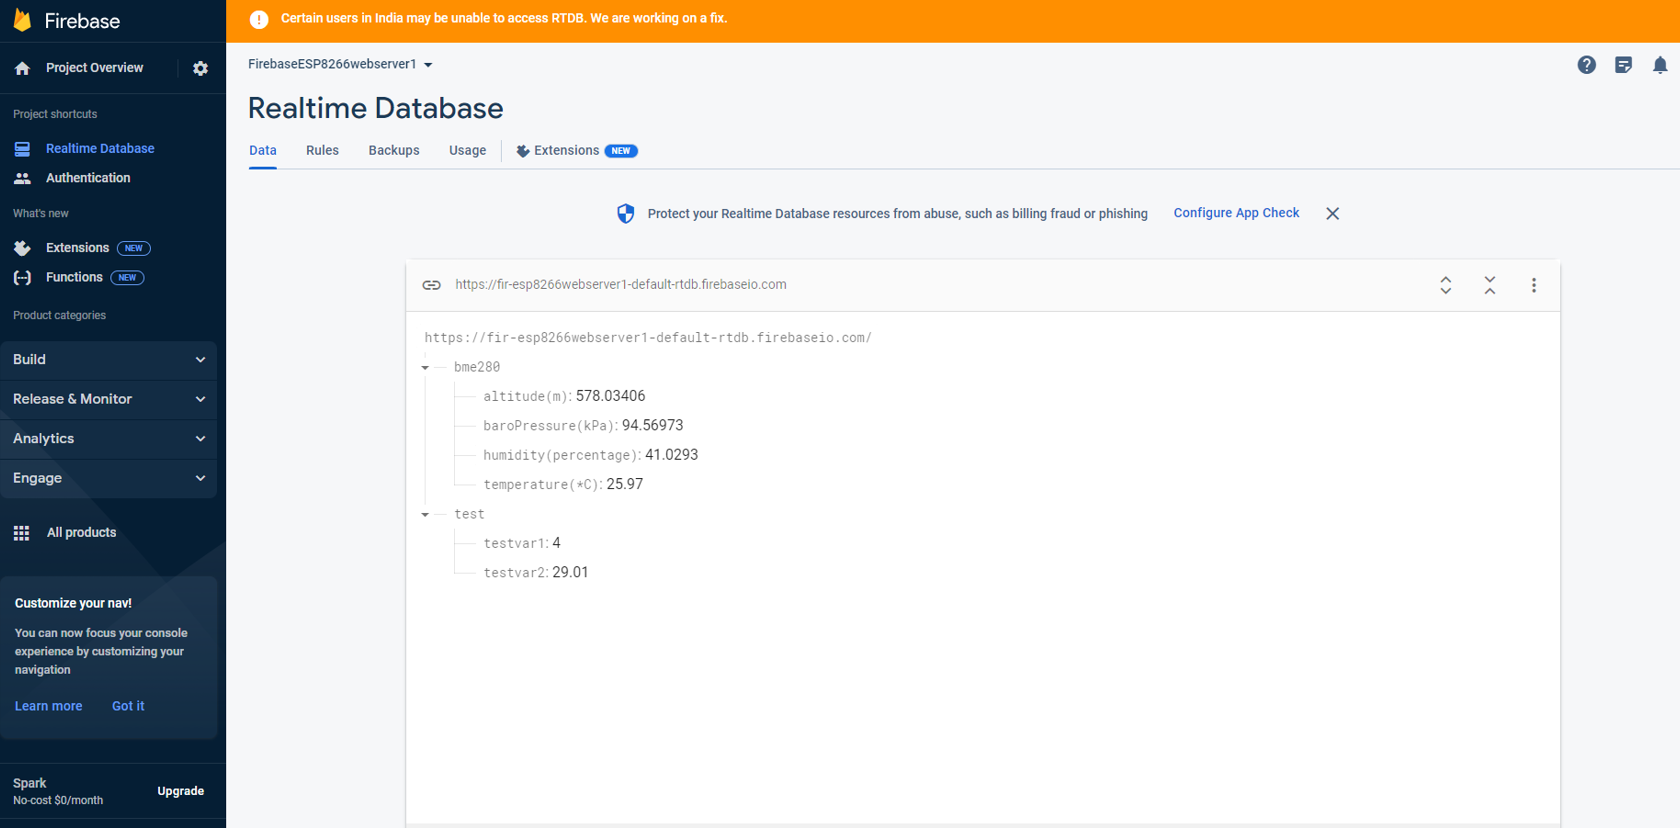 Firebase
Certain users in India may be unable to access RTDB. We are working on a fix.
Project Overview
FirebaseESP8266webserver1
Realtime Database
Project shortcuts
Realtime Database
Authentication
What's new
Extensions NEW
Functions NEW
Product categories
Build
Release & Monitor
Analytics
Engage
All products
Customize your nav!
You can now focus your console
experience by customizing your
navigation
Learn more Got it
Spark
No-cost $0/month
Upgrade
Data Rules Backups Usage Extensions NEW
Protect your Realtime Database resources from abuse, such as billing fraud or phishing Configure App Check
https://fir-esp8266webserver1-default-rtdb.firebaseio.com
https://fir-esp8266webserver1-default-rtdb.firebaseio.com/
bme280
altitude(m): 578.03406
baroPressure(kPa): 94.56973
humidity(percentage): 41.0293
temperature(*C): 25.97
test
testvar1: 4
testvar2: 29.01